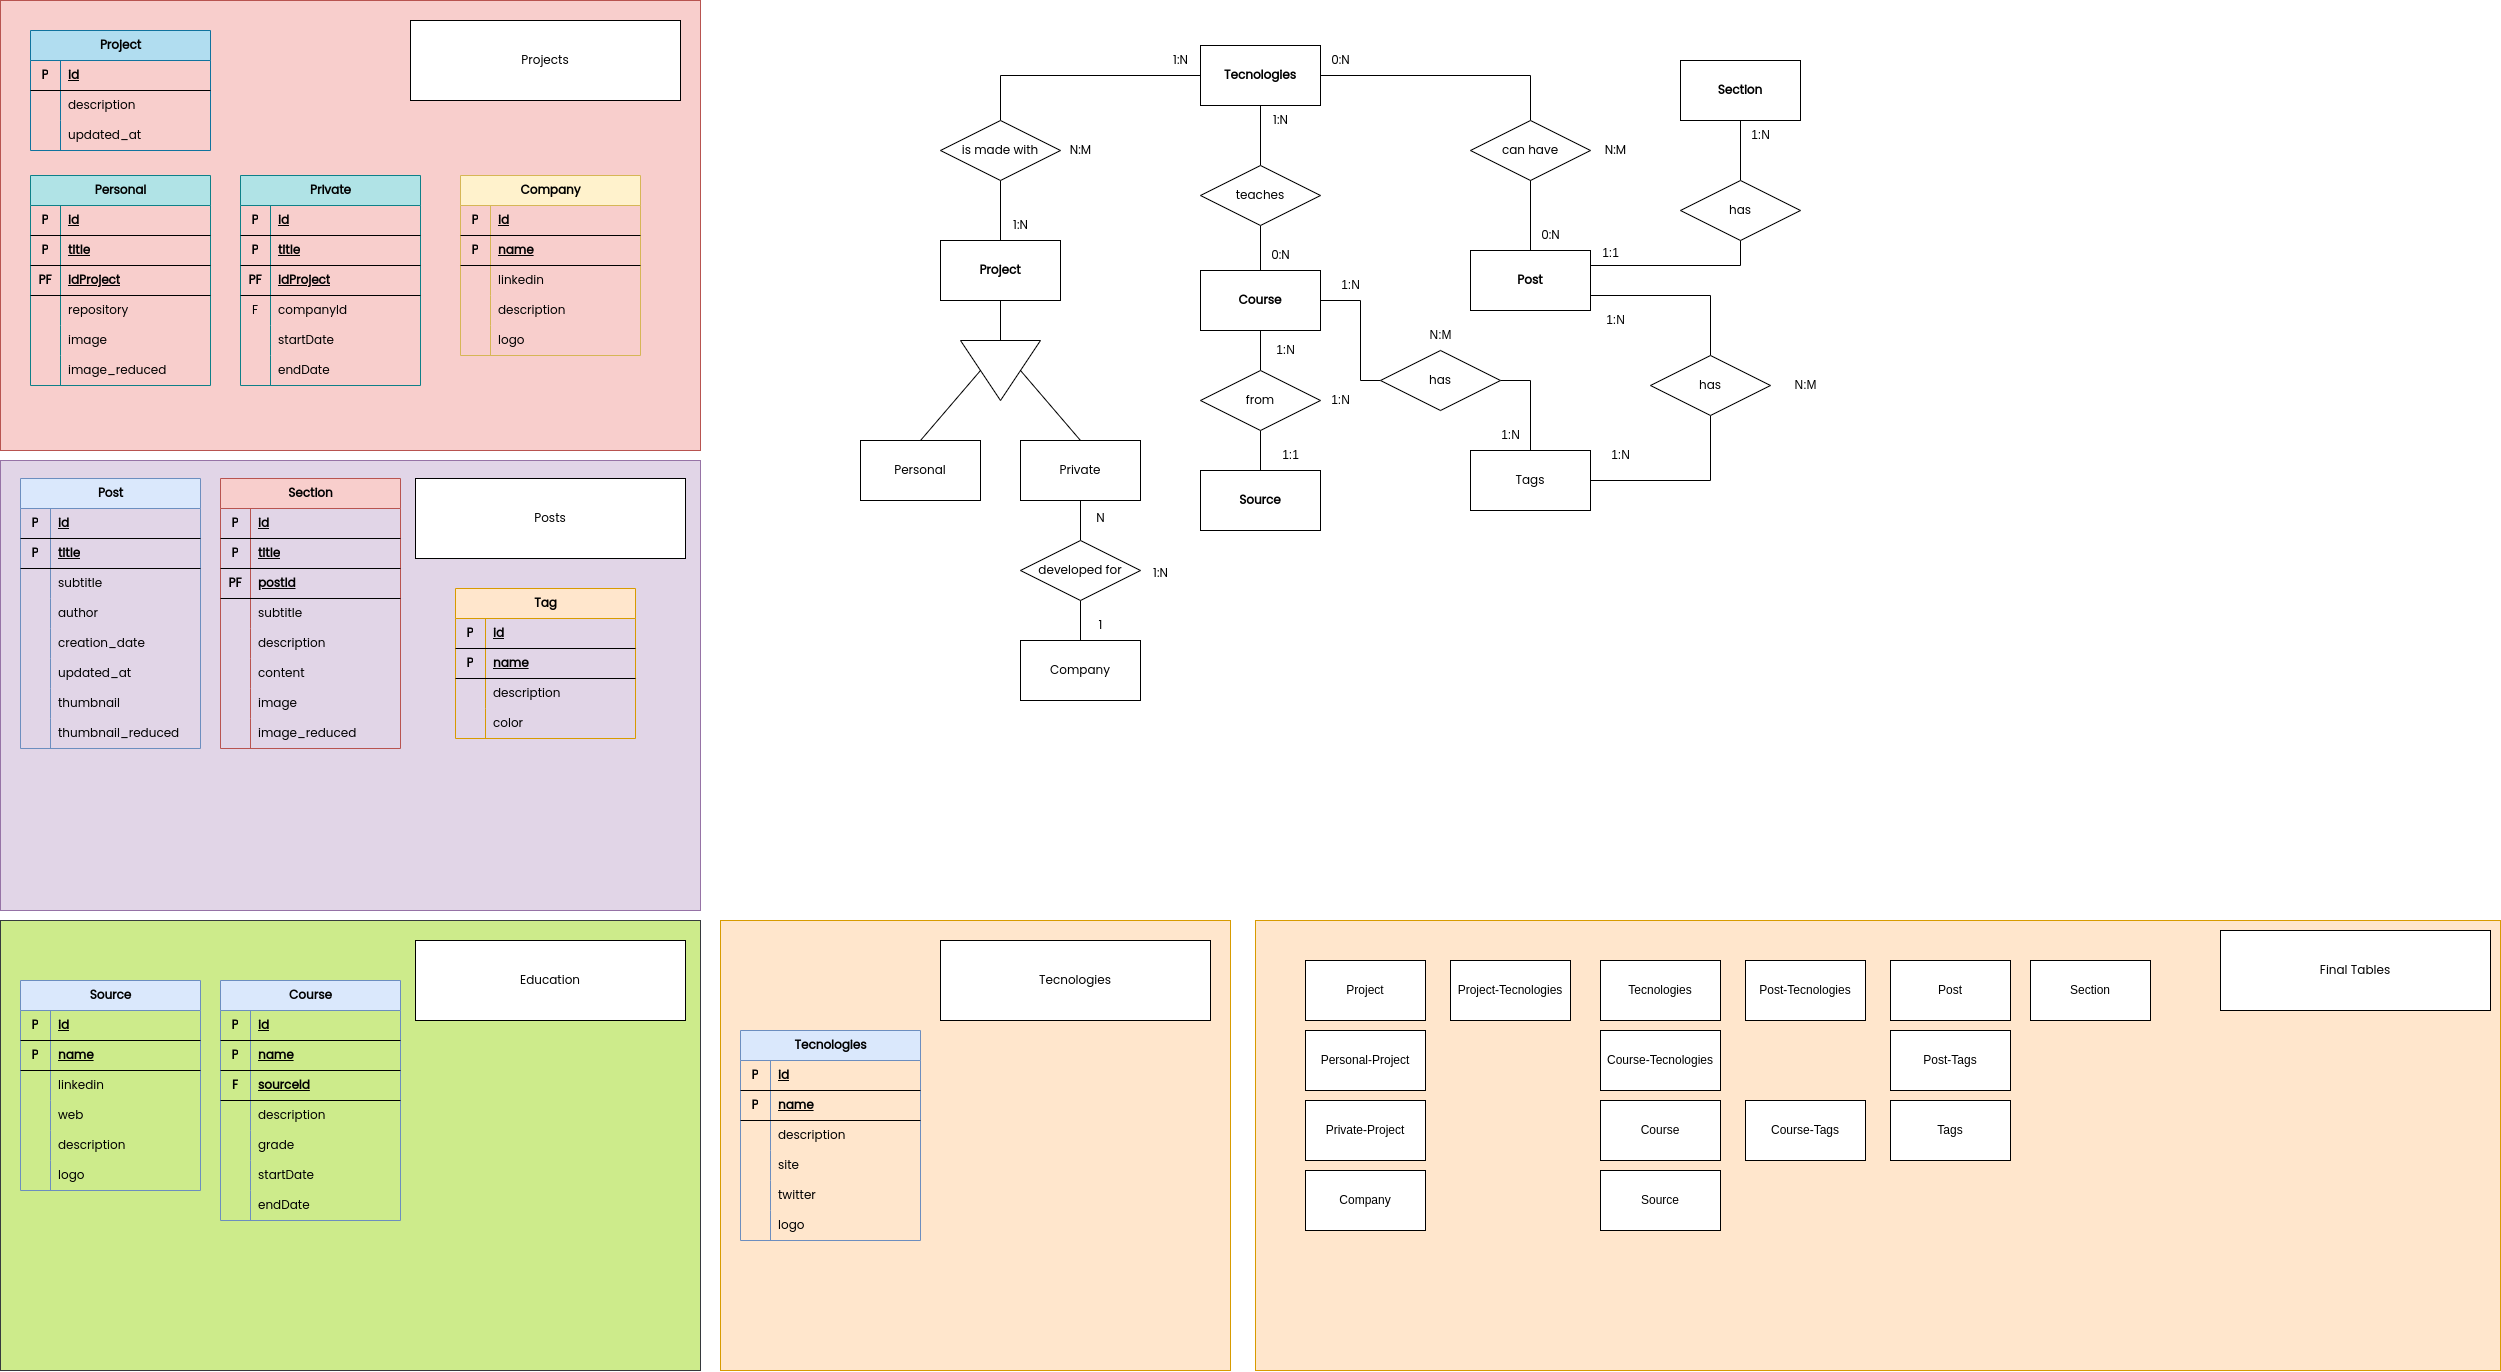 Projects
Project
P Id
description
updated_at
Personal
P Id
P title
PF idProject
repository
image
image_reduced
Private
P Id
P title
PF idProject
F companyId
startDate
endDate
Company
P Id
P name
linkedin
description
logo
Posts
Post
P Id
P title
subtitle
author
creation_date
updated_at
thumbnail
thumbnail_reduced
Section
P Id
P title
PF postId
subtitle
description
content
image
image_reduced
Tag
P Id
P name
description
color
Education
Source
P Id
P name
linkedin
web
description
logo
Course
P Id
P name
F sourceId
description
grade
startDate
endDate
1:N
Tecnologies
0:N
Section
1:N
1:N
is made with
N:M
can have
N:M
teaches
has
1:N
0:N
1:1
0:N
Project
Course
Post
1:N
1:N
N:M
1:N
from
1:N
has
has
N:M
1:N
1:1
1:N
Personal
Private
Source
Tags
N
developed for
1:N
1
Company
Tecnologies
Tecnologies
P Id
P name
description
site
twitter
logo
Final Tables
Project
Project-Tecnologies
Tecnologies
Post-Tecnologies
Post
Section
Personal-Project
Course-Tecnologies
Post-Tags
Private-Project
Course
Course-Tags
Tags
Company
Source